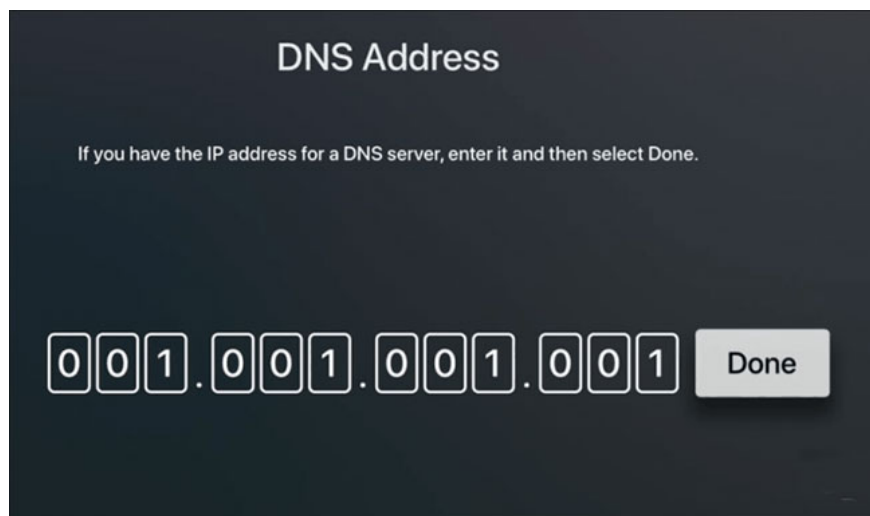 DNS Address
If you have the IP address for a DNS server, enter it and then select Done.
001.001.001.001 Done